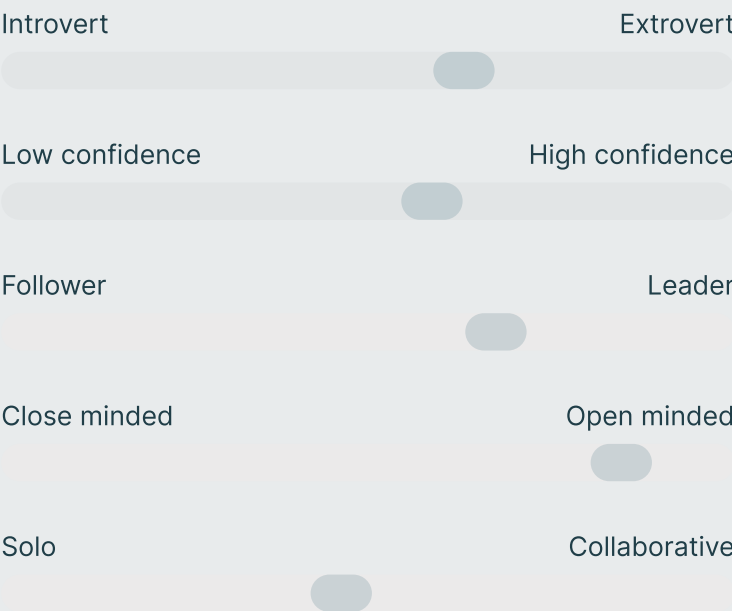 Introvert Extrovert
Low confidence High confidence
Follower Leader
Close minded Open minded
Solo Collaborative